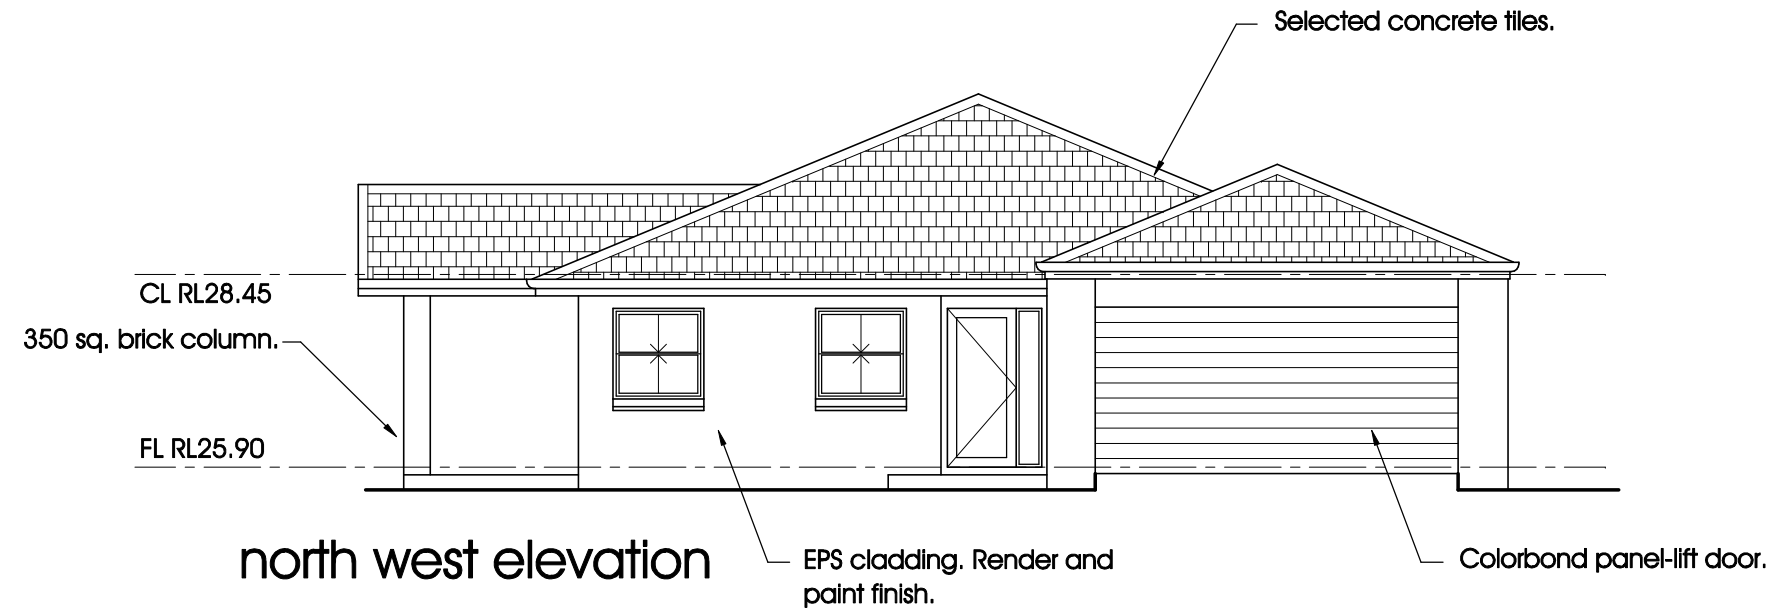 Selected concrete tiles.
CL RL28.45
350 sq. brick column.
FL RL25.90
north west elevation
EPS cladding. Render and
paint finish.
Colorbond panel-lift door.